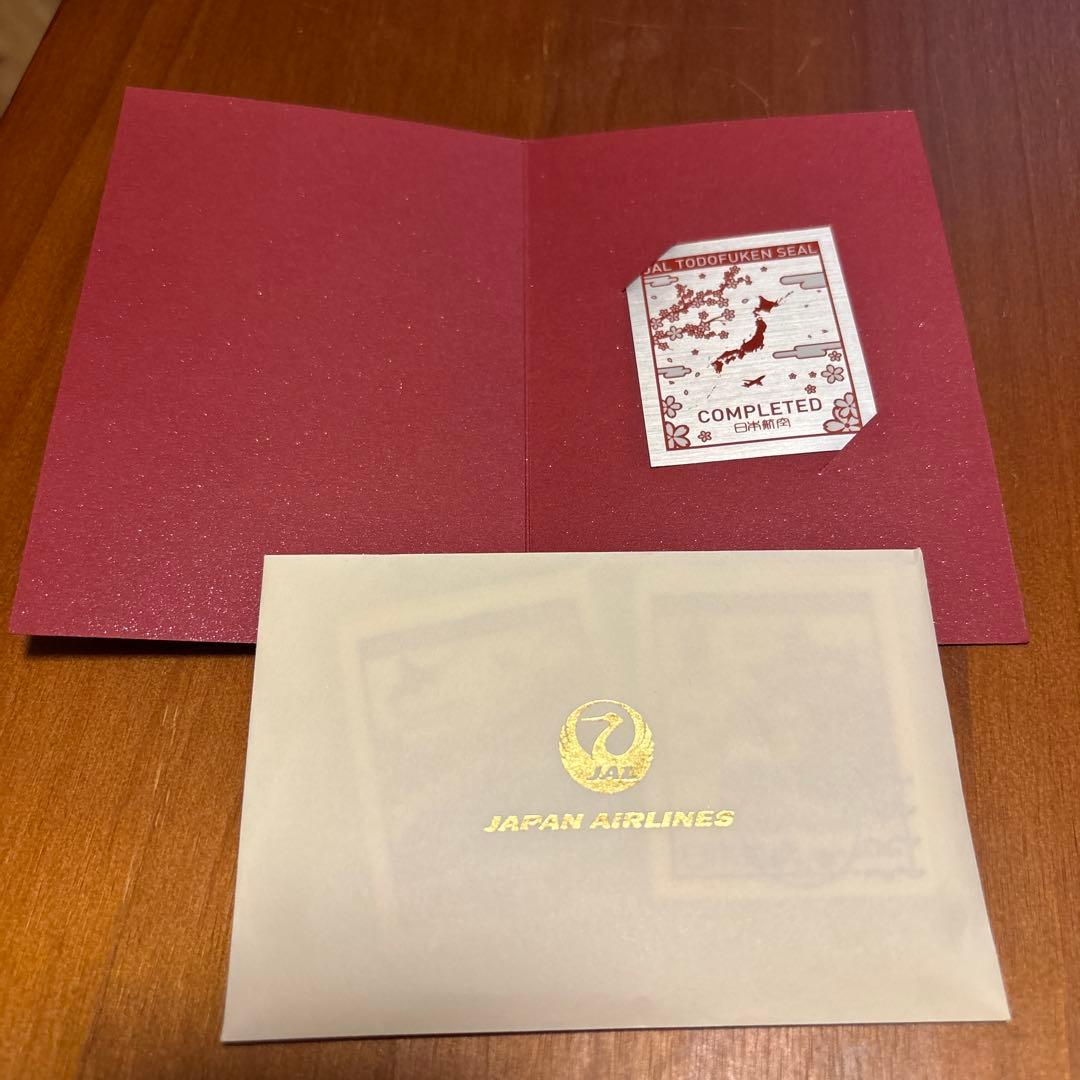 JAL TODOFUKEN SEAL
COMPLETED
日本航空
JAL
JAPAN AIRLINES